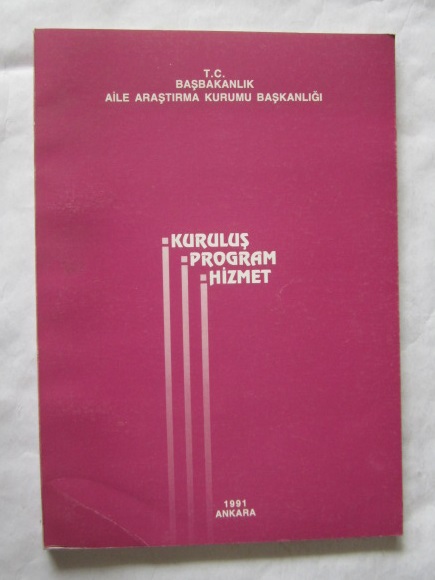 T.C.
BAŞBAKANLIK
AİLE ARAŞTIRMA KURUMU BAŞKANLIĞI
KURULUŞ
PROGRAM
HİZMET
1991
ANKARA